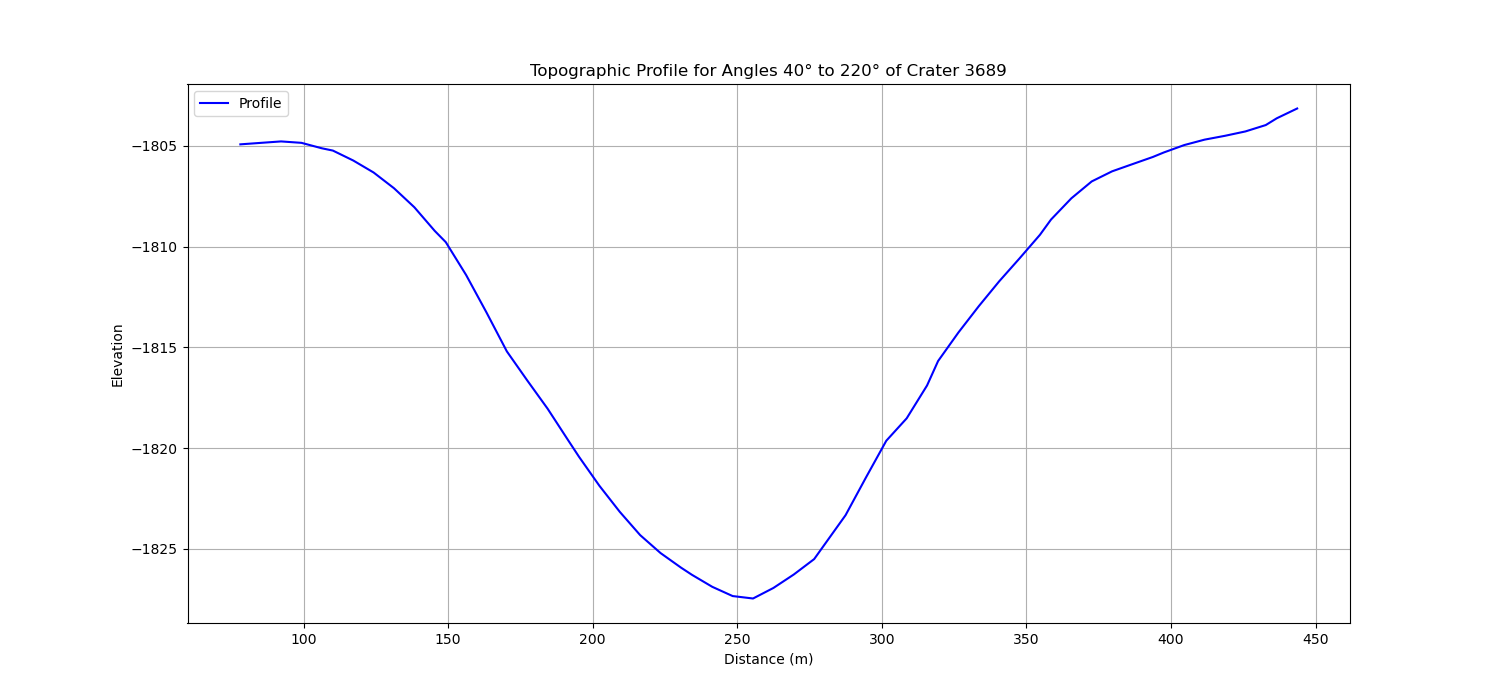 Topographic Profile for Angles 40° to 220° of Crater 3689
Profile
−1805
−1810
−1815
−1820
−1825
Elevation
100 150 200 250 300 350 400 450
Distance (m)